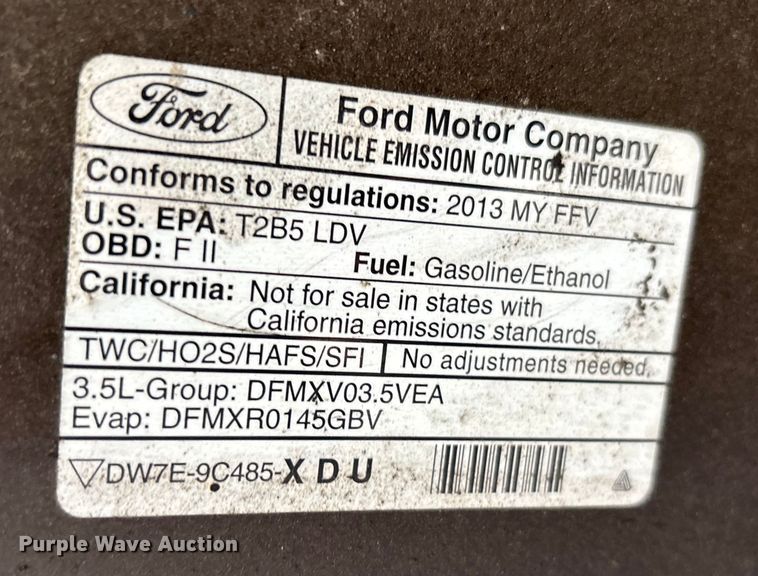 Ford
Ford Motor Company
VEHICLE EMISSION CONTROL INFORMATION
Conforms to regulations: 2013 MY FFV
U.S. EPA: T2B5 LDV
OBD: F II
Fuel: Gasoline/Ethanol
California: Not for sale in states with
California emissions standards.
TWC/HO2S/HAFS/SFI
No adjustments needed.
3.5L-Group: DFMXV03.5VEA
Evap: DFMXR0145GBV
DW7E-9C485-XDU
Purple Wave Auction